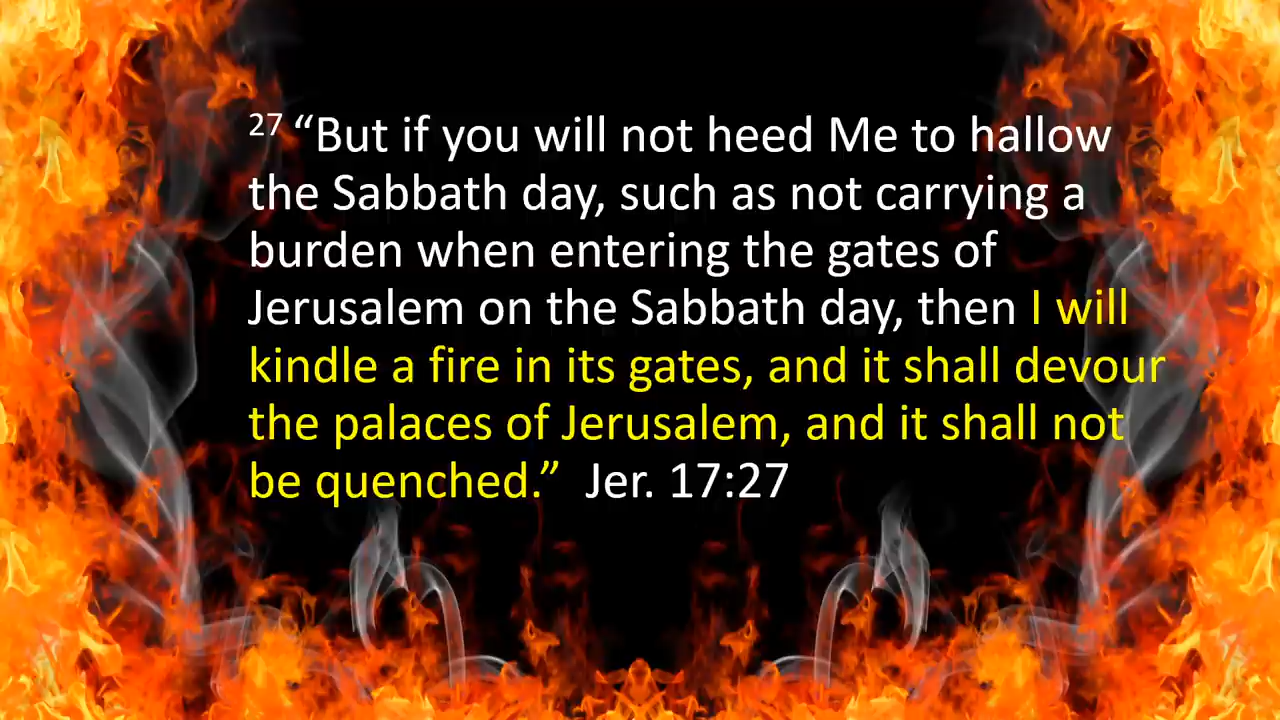 27 “But if you will not heed Me to hallow
the Sabbath day, such as not carrying a
burden when entering the gates of
Jerusalem on the Sabbath day, then I will
kindle a fire in its gates, and it shall devour
the palaces of Jerusalem, and it shall not
be quenched.” Jer. 17:27